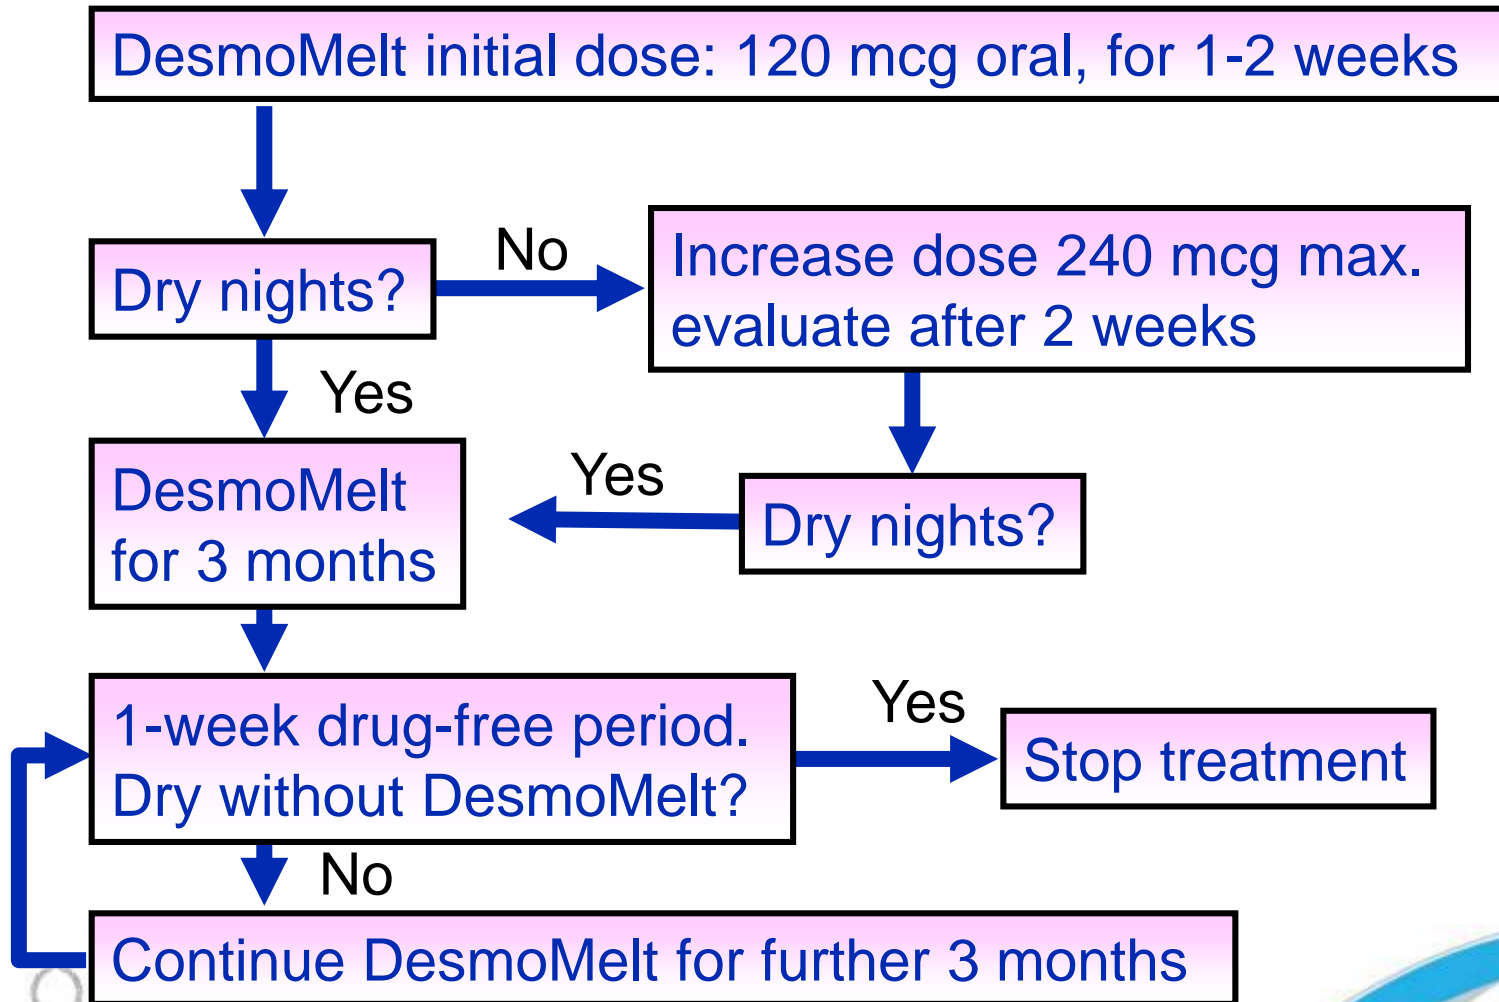 DesmoMelt initial dose: 120 mcg oral, for 1-2 weeks
Dry nights?
No
Increase dose 240 mcg max.
evaluate after 2 weeks
Yes
DesmoMelt
for 3 months
Yes
Dry nights?
1-week drug-free period.
Dry without DesmoMelt?
Yes
Stop treatment
No
Continue DesmoMelt for further 3 months